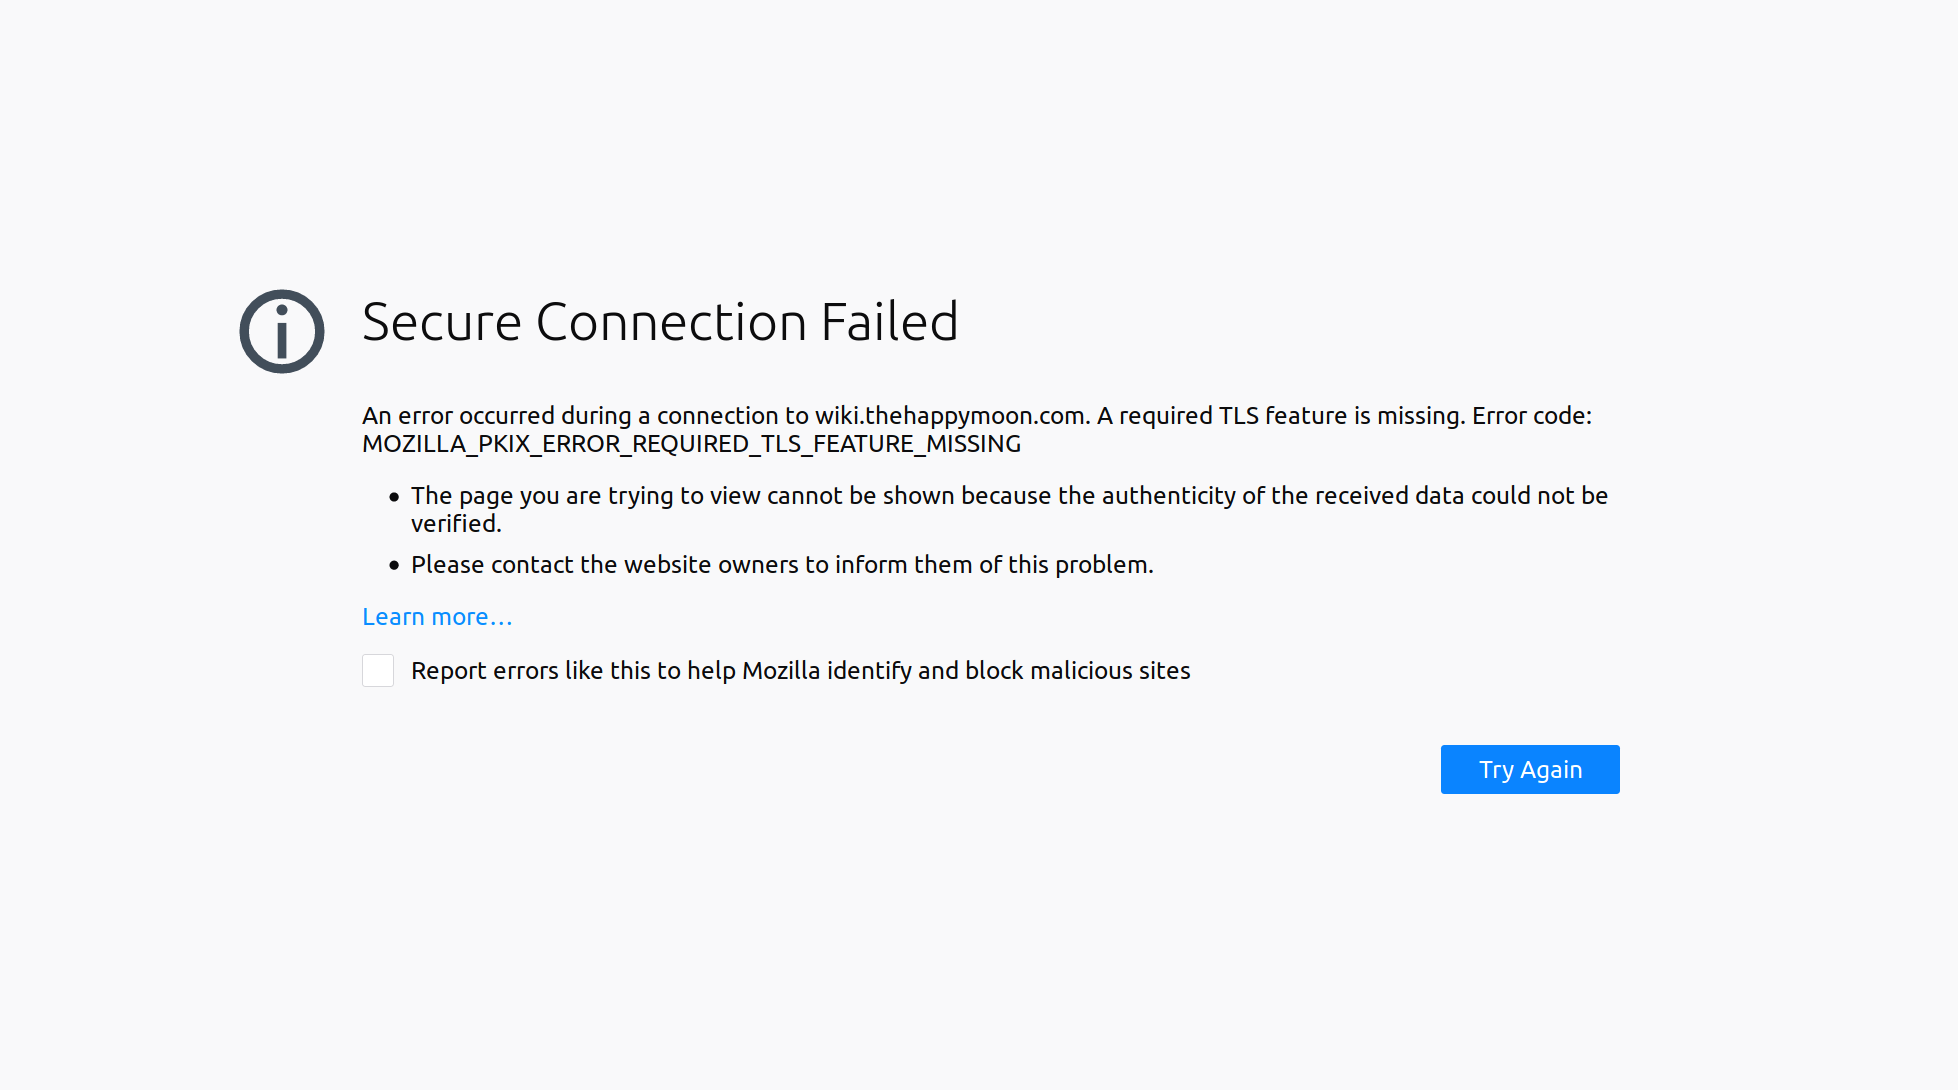 Secure Connection Failed
An error occurred during a connection to wiki.thehappymoon.com. A required TLS feature is missing. Error code:
MOZILLA_PKIX_ERROR_REQUIRED_TLS_FEATURE_MISSING
• The page you are trying to view cannot be shown because the authenticity of the received data could not be
verified.
• Please contact the website owners to inform them of this problem.
Learn more…
Report errors like this to help Mozilla identify and block malicious sites
Try Again